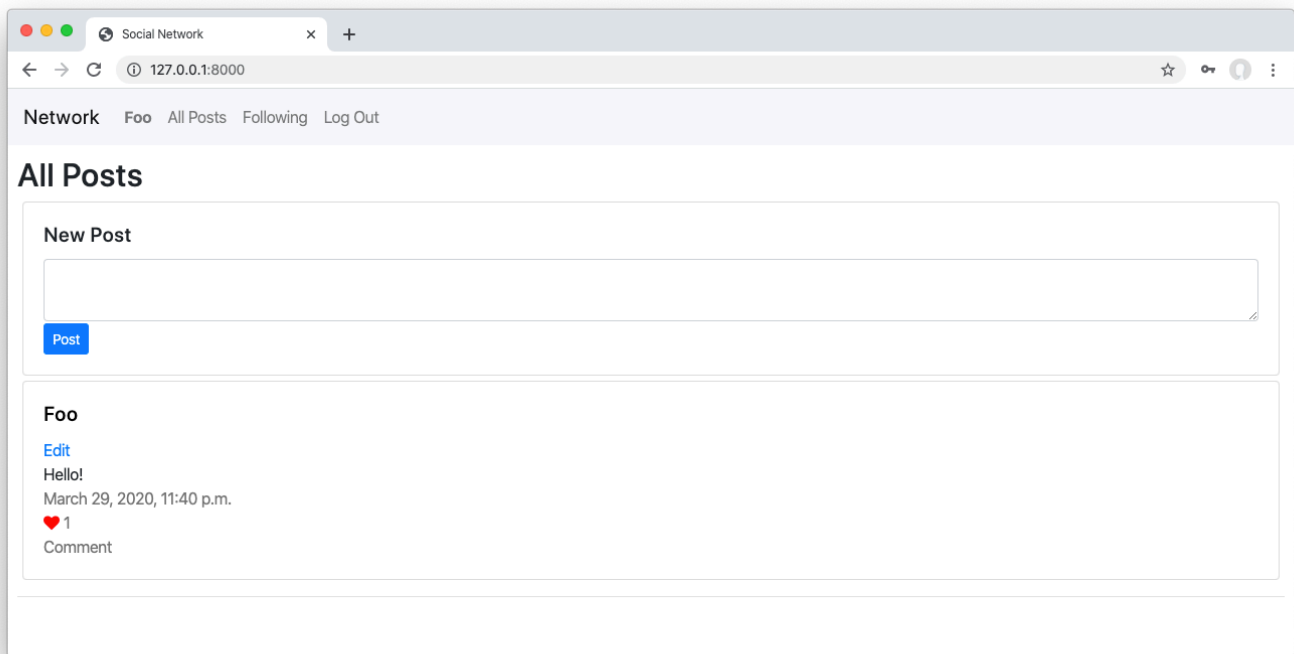 Social Network
127.0.0.1:8000
Network Foo All Posts Following Log Out
All Posts
New Post
Post
Foo
Edit
Hello!
March 29, 2020, 11:40 p.m.
1
Comment